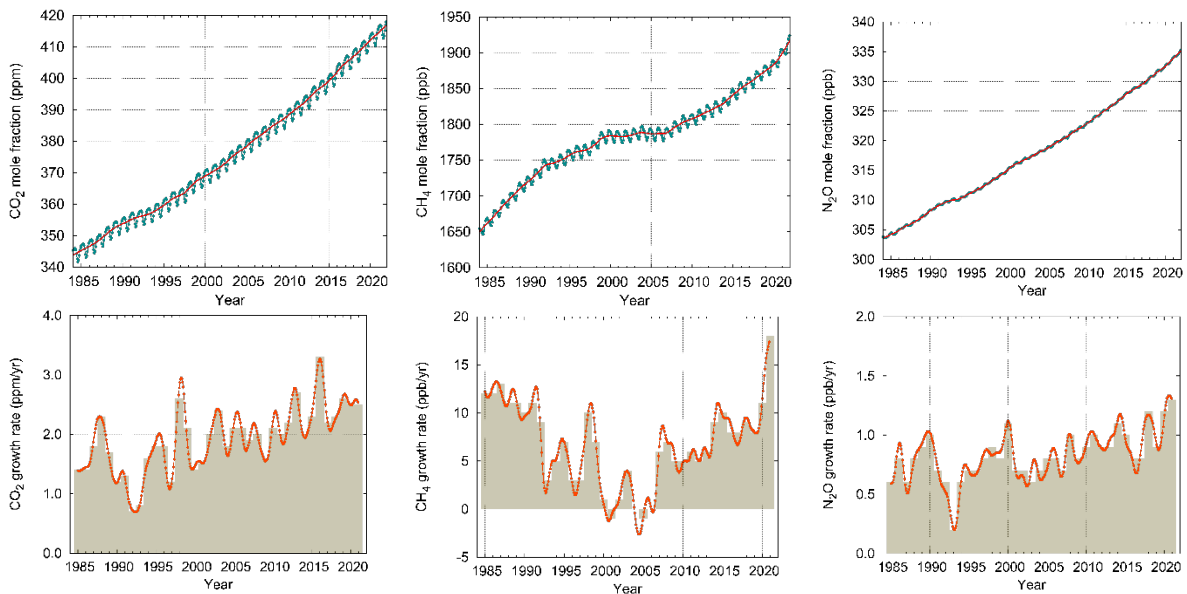 CO2 mole fraction (ppm)
420
410
400
390
380
370
360
350
340
1985 1990 1995 2000 2005 2010 2015 2020
Year
CH4 mole fraction (ppb)
1950
1900
1850
1800
1750
1700
1650
1600
1985 1990 1995 2000 2005 2010 2015 2020
Year
N2O mole fraction (ppb)
340
335
330
325
320
315
310
305
300
1985 1990 1995 2000 2005 2010 2015 2020
Year
CO2 growth rate (ppm/yr)
4.0
3.0
2.0
1.0
0.0
1985 1990 1995 2000 2005 2010 2015 2020
Year
CH4 growth rate (ppb/yr)
20
15
10
5
0
−5
1985 1990 1995 2000 2005 2010 2015 2020
Year
N2O growth rate (ppb/yr)
2.0
1.5
1.0
0.5
0.0
1985 1990 1995 2000 2005 2010 2015 2020
Year